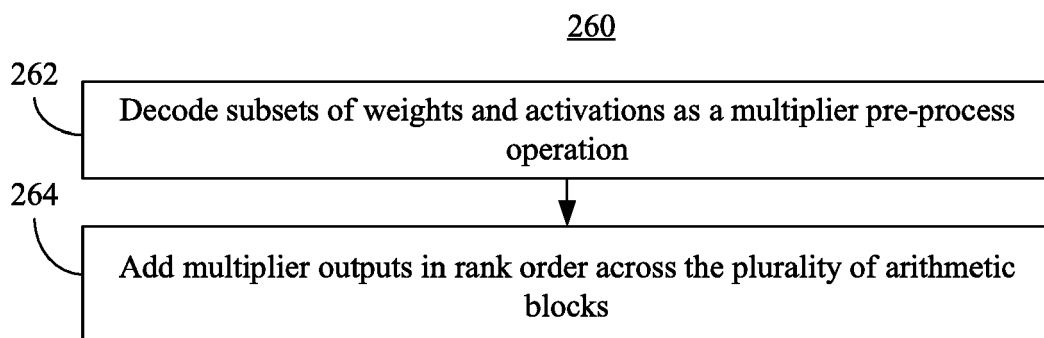 260
262
Decode subsets of weights and activations as a multiplier pre-process
operation
264
Add multiplier outputs in rank order across the plurality of arithmetic
blocks